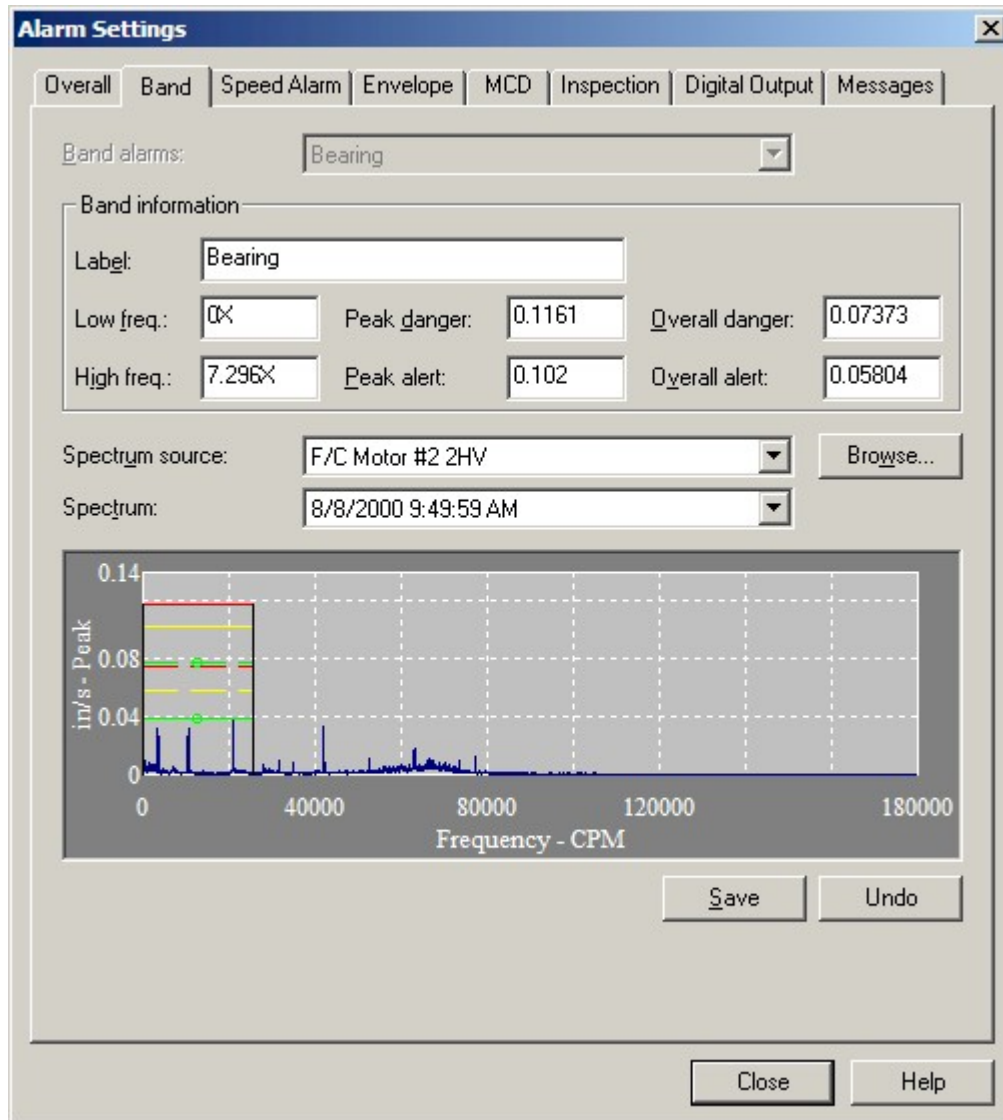 Alarm Settings
Overall Band Speed Alarm Envelope MCD Inspection Digital Output Messages
Band alarms: Bearing
Band information
Label: Bearing
Low freq.: 0X Peak danger: 0.1161 Overall danger: 0.07373
High freq.: 7.296X Peak alert: 0.102 Overall alert: 0.05804
Spectrum source: F/C Motor #2 2HV Browse...
Spectrum: 8/8/2000 9:49:59 AM
0.14
0.08
0.04
0
in/s - Peak
0 40000 80000 120000 180000
Frequency - CPM
Save Undo
Close Help